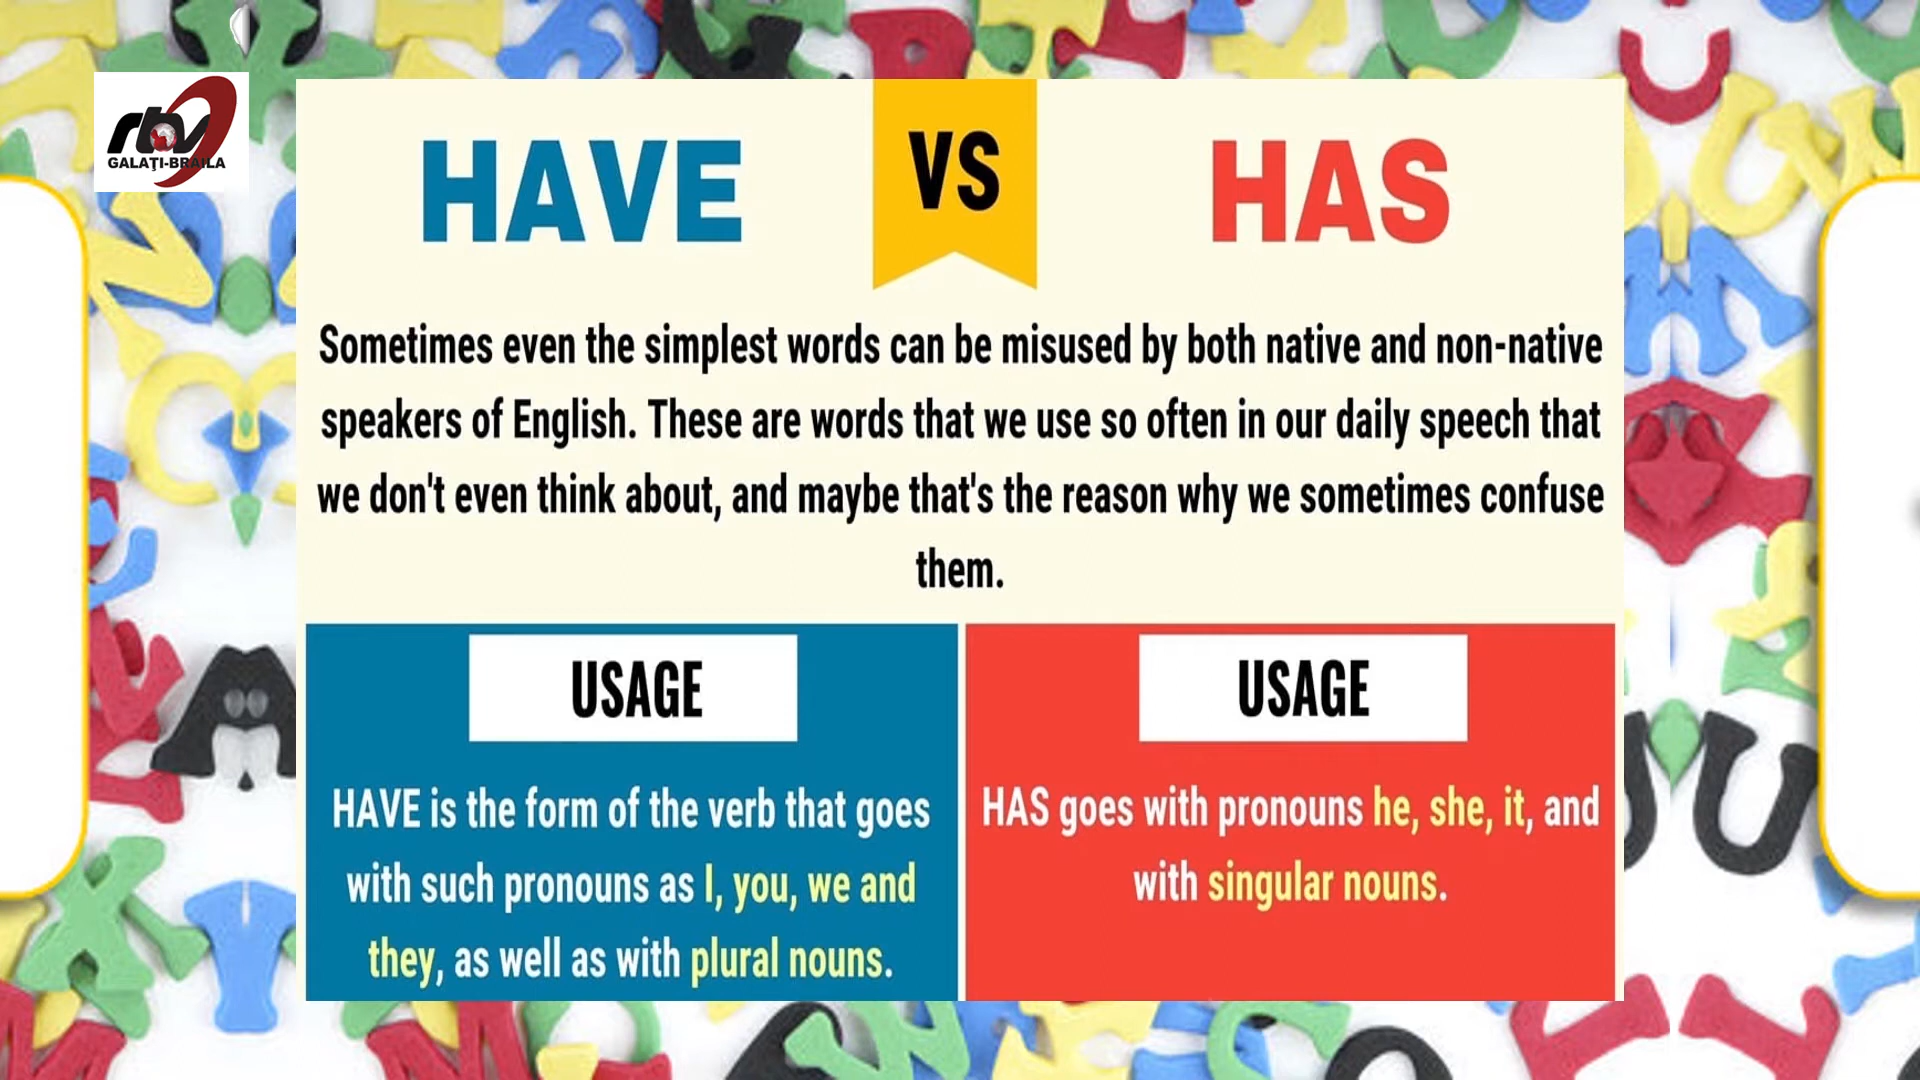 rtv
GALAŢI-BRAILA
HAVE
VS
HAS
Sometimes even the simplest words can be misused by both native and non-native
speakers of English. These are words that we use so often in our daily speech that
we don't even think about, and maybe that's the reason why we sometimes confuse
them.
USAGE
HAVE is the form of the verb that goes
with such pronouns as I, you, we and
they, as well as with plural nouns.
USAGE
HAS goes with pronouns he, she, it, and
with singular nouns.